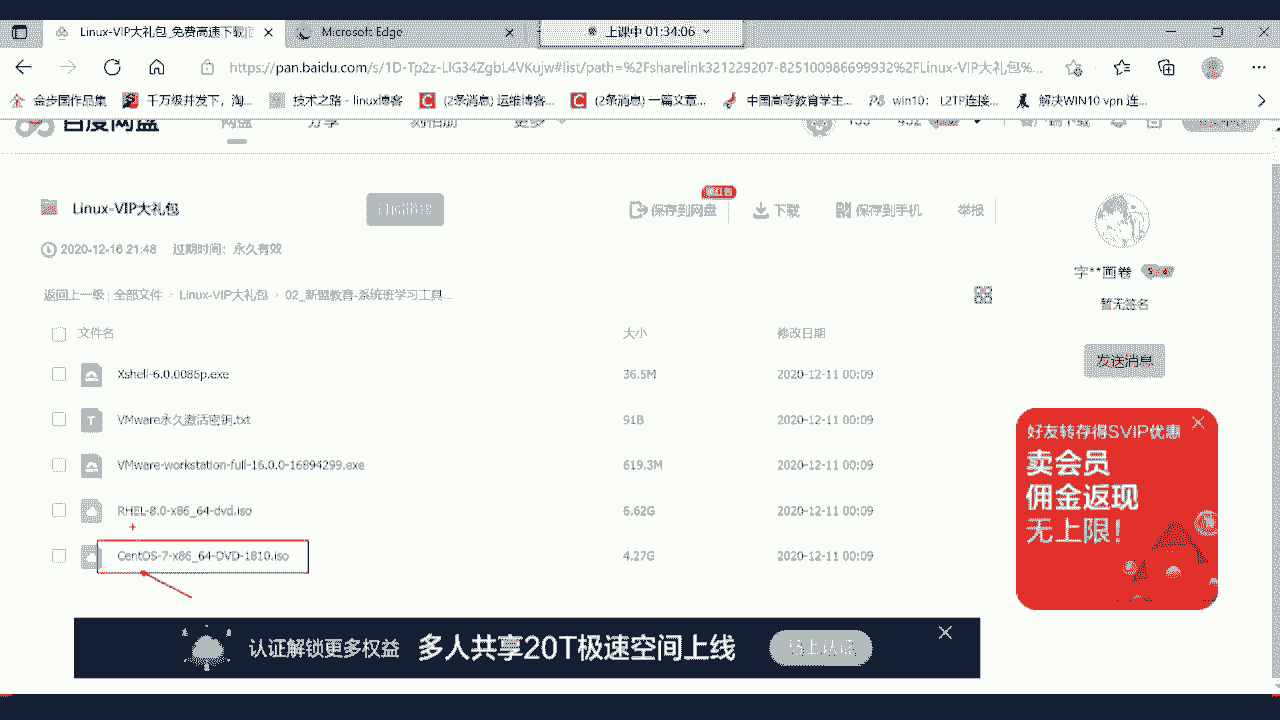 Linux-VIP大礼包_免费高速下载|百
Microsoft Edge
上课中 01:34:06
https://pan.baidu.com/s/1D-Tp2z-LlG34ZgbL4VKujw#list/path=%2Fsharelink321229207-825100986699932%2FLinux-VIP大礼包%...
金步国作品集
千万级并发下，淘...
技术之路 - linux博客
(2条消息) 运维博客...
(2条消息) 一篇文章...
中国高等教育学生...
win10： L2TP连接...
解决WIN10 vpn 连...
百度网盘
网盘
分享
更多
Linux-VIP大礼包
保存到网盘
下载
保存到手机
举报
2020-12-16 21:48 过期时间：永久有效
字**画卷
暂无签名
发送消息
返回上一级 | 全部文件 > Linux-VIP大礼包 > 02_新盟教育-系统班学习工具...
文件名 大小 修改日期
Xshell-6.0.0086p.exe 36.5M 2020-12-11 00:09
VMware永久激活密钥.txt 91B 2020-12-11 00:09
VMware-workstation-full-16.0.0-16894299.exe 619.3M 2020-12-11 00:09
RHEL-8.0-x86_64-dvd.iso 6.62G 2020-12-11 00:09
CentOS-7-x86_64-DVD-1810.iso 4.27G 2020-12-11 00:09
好友转存得SVIP优惠
卖会员
佣金返现
无上限！
认证解锁更多权益 多人共享20T极速空间上线 马上认证